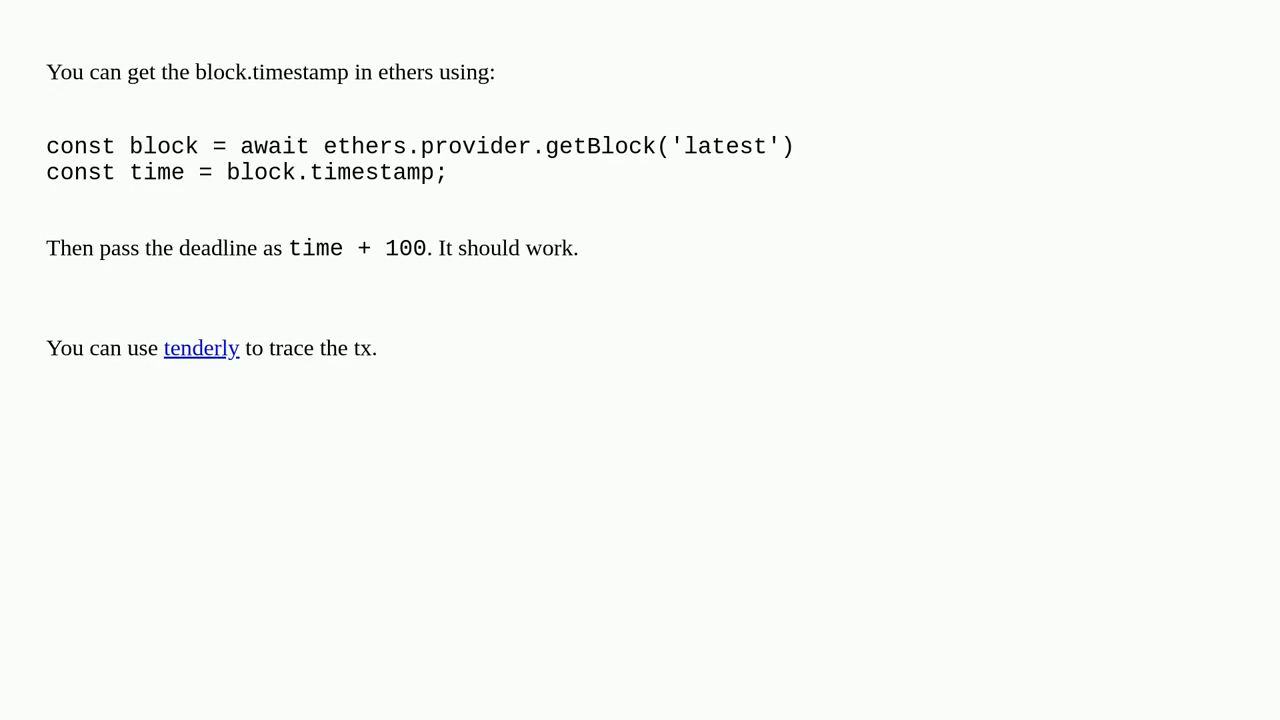 You can get the block.timestamp in ethers using:
const block = await ethers.provider.getBlock('latest')
const time = block.timestamp;
Then pass the deadline as time + 100. It should work.
You can use tenderly to trace the tx.